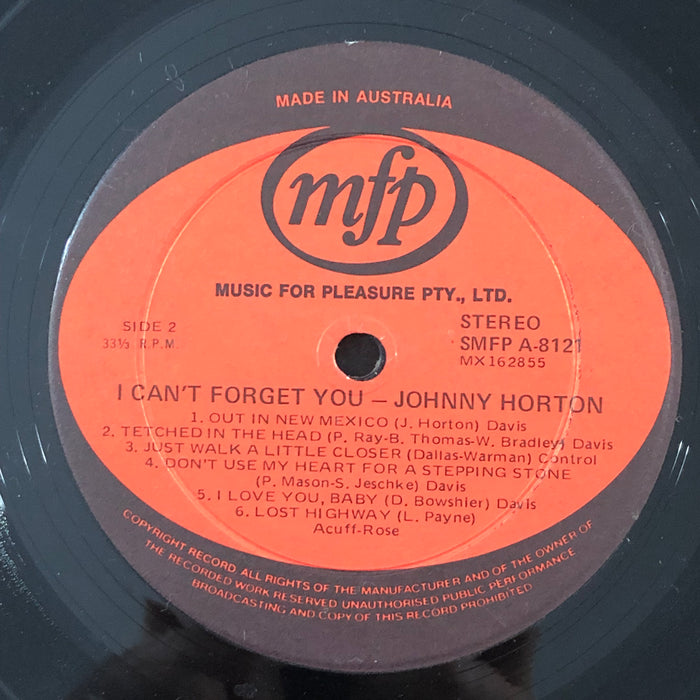 MADE IN AUSTRALIA
mfp
MUSIC FOR PLEASURE PTY., LTD.
SIDE 2
33⅓ R.P.M.
STEREO
SMFP A-8121
MX162855
I CAN'T FORGET YOU – JOHNNY HORTON
1. OUT IN NEW MEXICO (J. Horton) Davis
2. TETCHED IN THE HEAD (P. Ray-B. Thomas-W. Bradley) Davis
3. JUST WALK A LITTLE CLOSER (Dallas-Warman) Control
4. DON'T USE MY HEART FOR A STEPPING STONE
(P. Mason-S. Jeschke) Davis
5. I LOVE YOU, BABY (D. Bowshier) Davis
6. LOST HIGHWAY (L. Payne)
Acuff-Rose
COPYRIGHT RECORD ALL RIGHTS OF THE MANUFACTURER AND OF THE OWNER OF
THE RECORDED WORK RESERVED UNAUTHORISED PUBLIC PERFORMANCE
BROADCASTING AND COPY OF THIS RECORD PROHIBITED